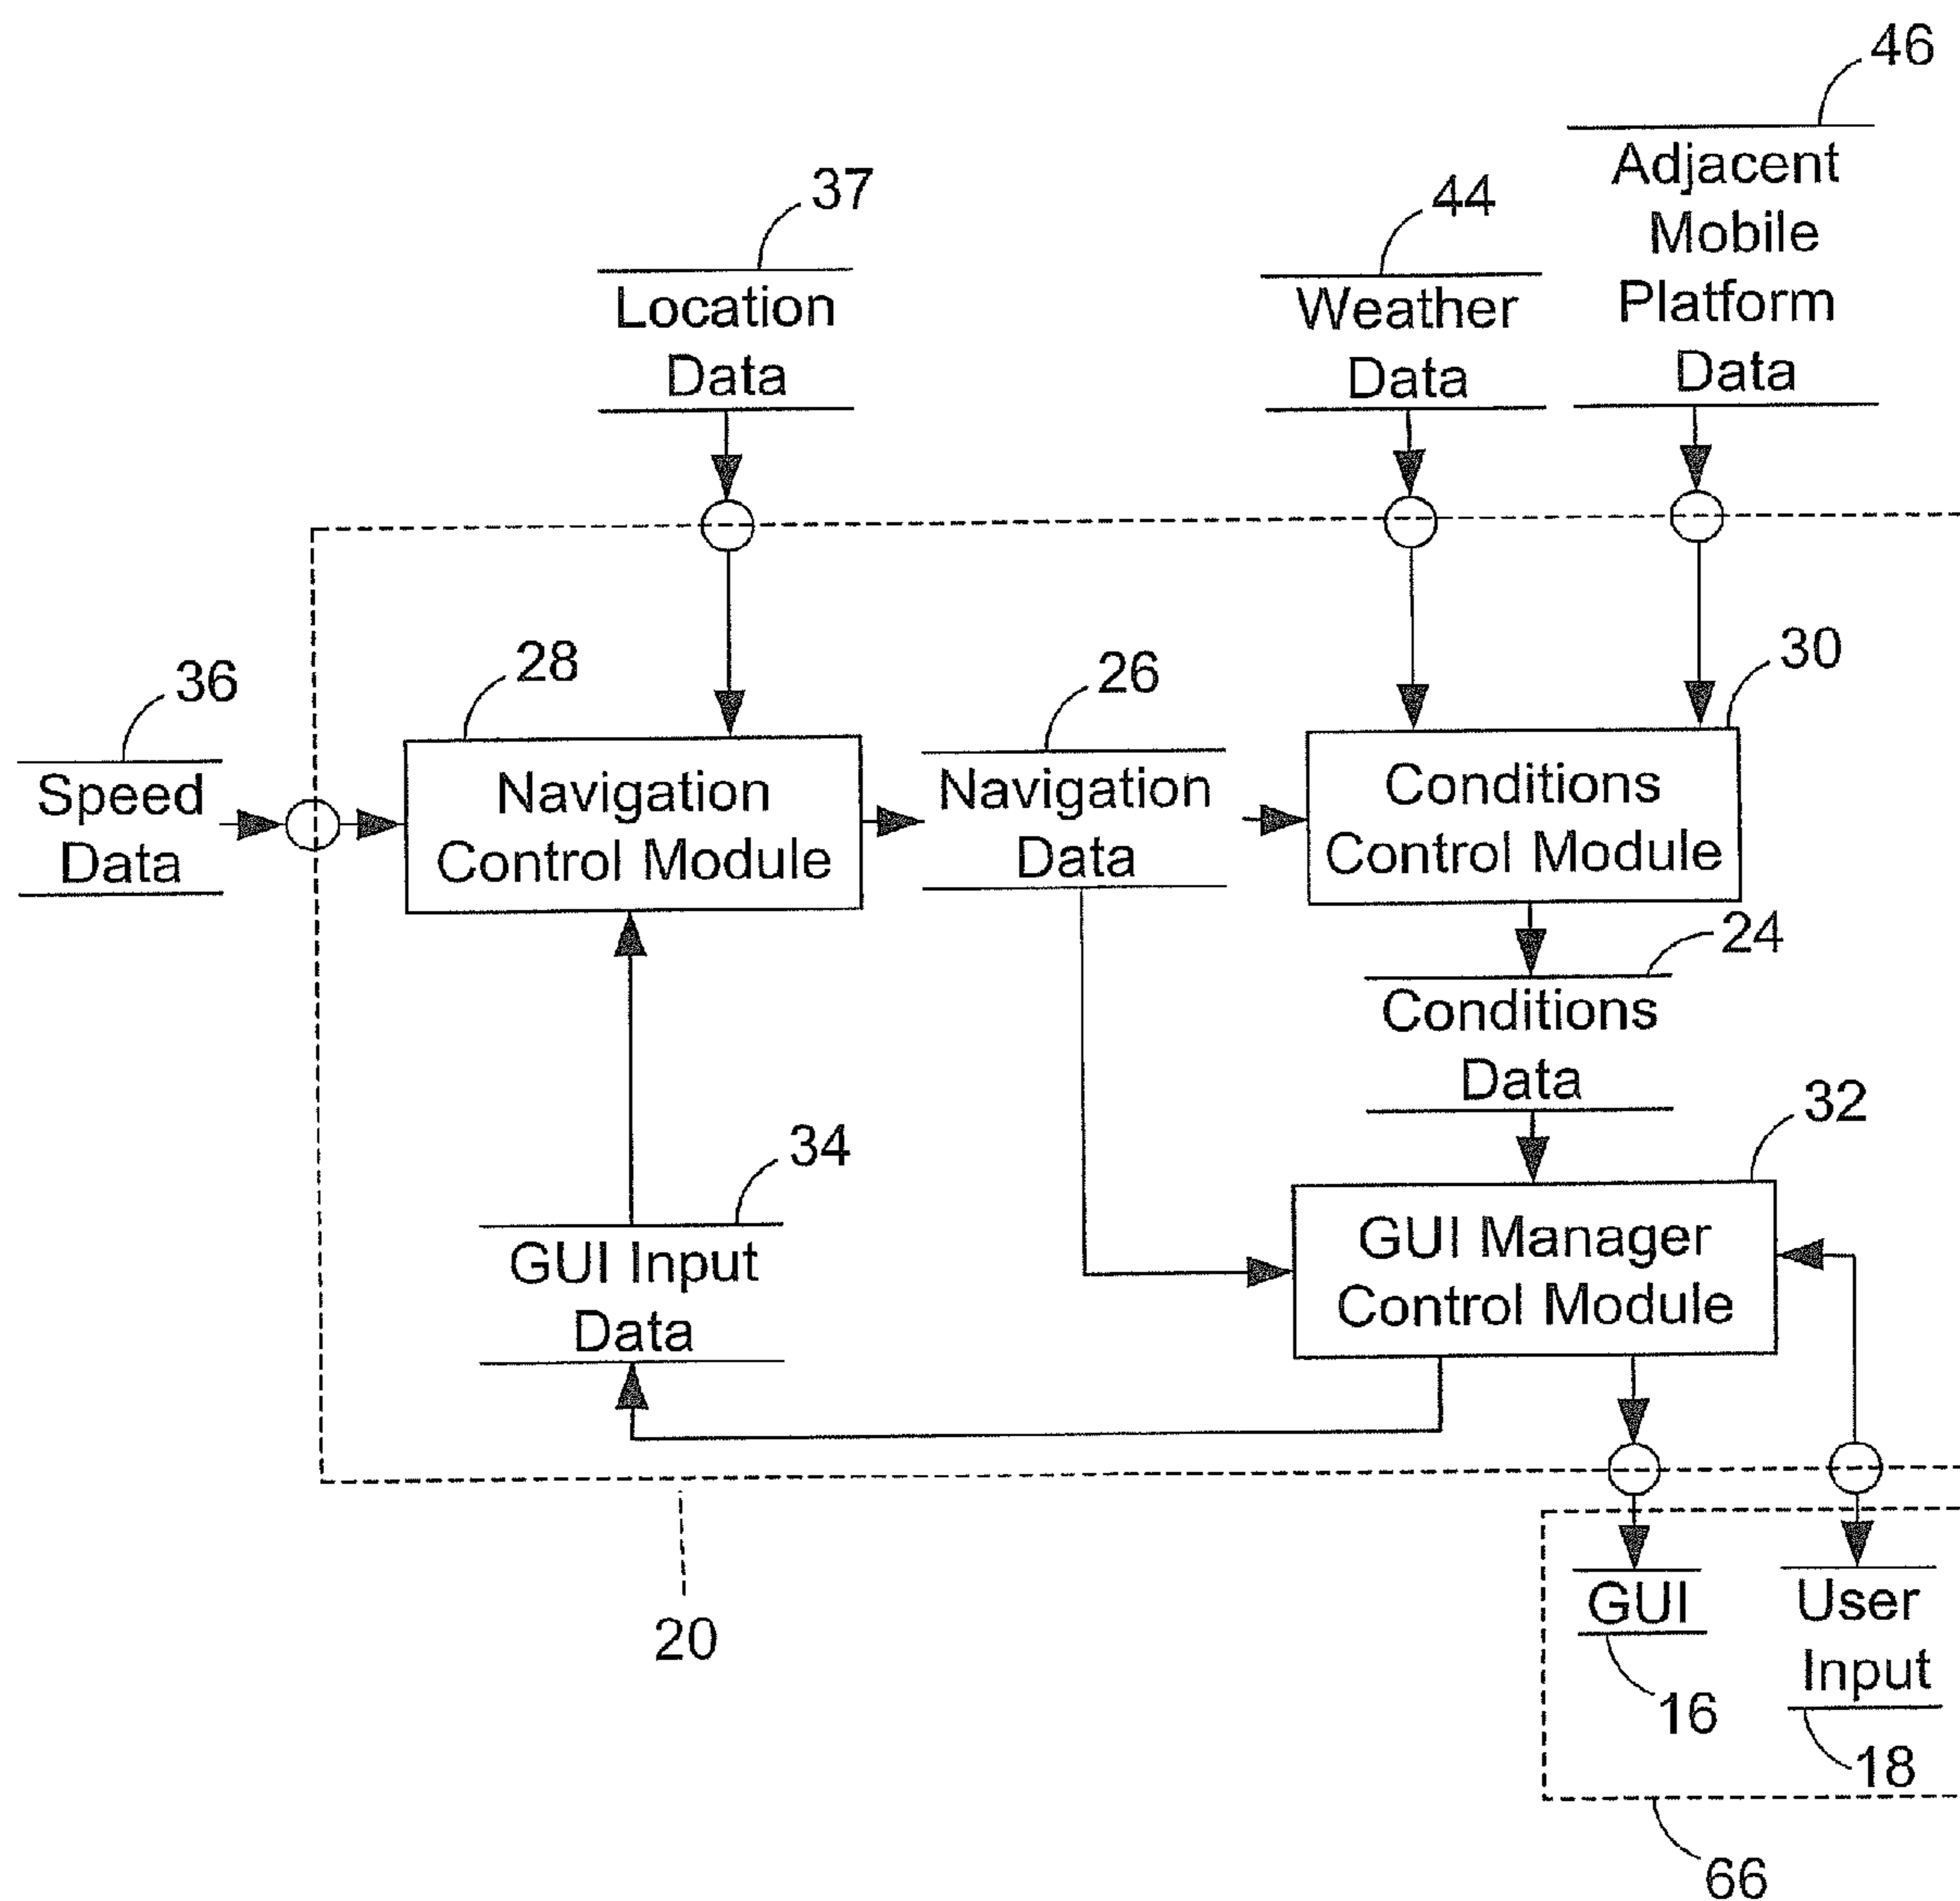 46
Adjacent
Mobile
Platform
Data
37
Location
Data
44
Weather
Data
36
Speed
Data
28
Navigation
Control Module
26
Navigation
Data
30
Conditions
Control Module
24
Conditions
Data
34
GUI Input
Data
32
GUI Manager
Control Module
20
GUI
16
User
Input
18
66